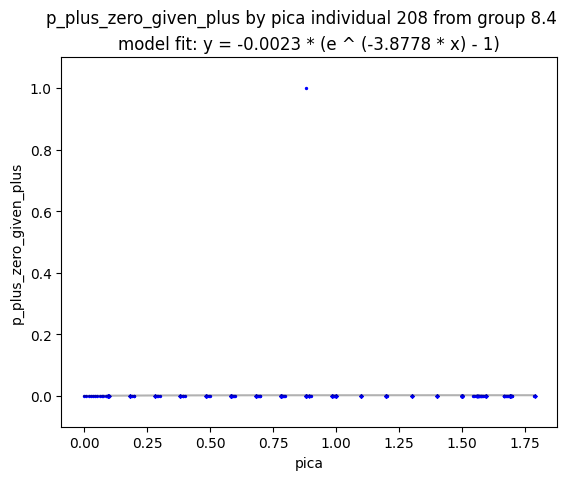 p_plus_zero_given_plus by pica individual 208 from group 8.4
model fit: y = -0.0023 * (e ^ (-3.8778 * x) - 1)
p_plus_zero_given_plus
1.0
0.8
0.6
0.4
0.2
0.0
0.00 0.25 0.50 0.75 1.00 1.25 1.50 1.75
pica